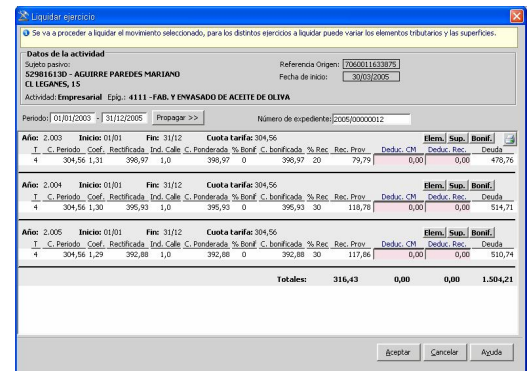 Liquidar ejercicio
Se va a proceder a liquidar el movimiento seleccionado, para los distintos ejercicios a liquidar puede variar los elementos tributarios y las superficies.
Datos de la actividad
Sujeto pasivo:
52981613D - AGUIRRE PAREDES MARIANO
CL LEGANES, 15
Referencia Origen: 7060011633875
Fecha de inicio: 30/03/2005
Actividad: Empresarial Epig.: 4111 -FAB. Y ENVASADO DE ACEITE DE OLIVA
Periodo: 01/01/2003 - 31/12/2005 Propagar >> Número de expediente: 2005/00000012
Año: 2.003 Inicio: 01/01 Fin: 31/12 Cuota tarifa: 304,56 Elem. Sup. Bonif.
T C. Periodo Coef. Rectificada Ind. Calle C. Ponderada % Bonif C. bonificada % Rec Rec. Prov Deduc. CM Deduc. Rec. Deuda
4 304,56 1,31 398,97 1,0 398,97 0 398,97 20 79,79 0,00 0,00 478,76
Año: 2.004 Inicio: 01/01 Fin: 31/12 Cuota tarifa: 304,56 Elem. Sup. Bonif.
T C. Periodo Coef. Rectificada Ind. Calle C. Ponderada % Bonif C. bonificada % Rec Rec. Prov Deduc. CM Deduc. Rec. Deuda
4 304,56 1,30 395,93 1,0 395,93 0 395,93 30 118,78 0,00 0,00 514,71
Año: 2.005 Inicio: 01/01 Fin: 31/12 Cuota tarifa: 304,56 Elem. Sup. Bonif.
T C. Periodo Coef. Rectificada Ind. Calle C. Ponderada % Bonif C. bonificada % Rec Rec. Prov Deduc. CM Deduc. Rec. Deuda
4 304,56 1,29 392,88 1,0 392,88 0 392,88 30 117,86 0,00 0,00 510,74
Totales: 316,43 0,00 0,00 1.504,21
Aceptar Cancelar Ayuda